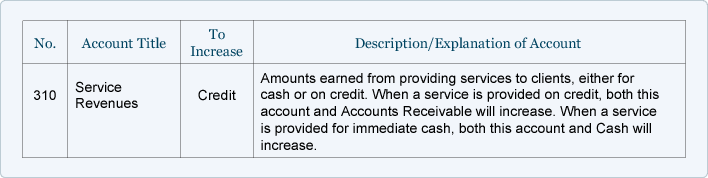 No.
Account Title
To
Increase
Description/Explanation of Account
310
Service
Revenues
Credit
Amounts earned from providing services to clients, either for
cash or on credit. When a service is provided on credit, both this
account and Accounts Receivable will increase. When a service
is provided for immediate cash, both this account and Cash will
increase.